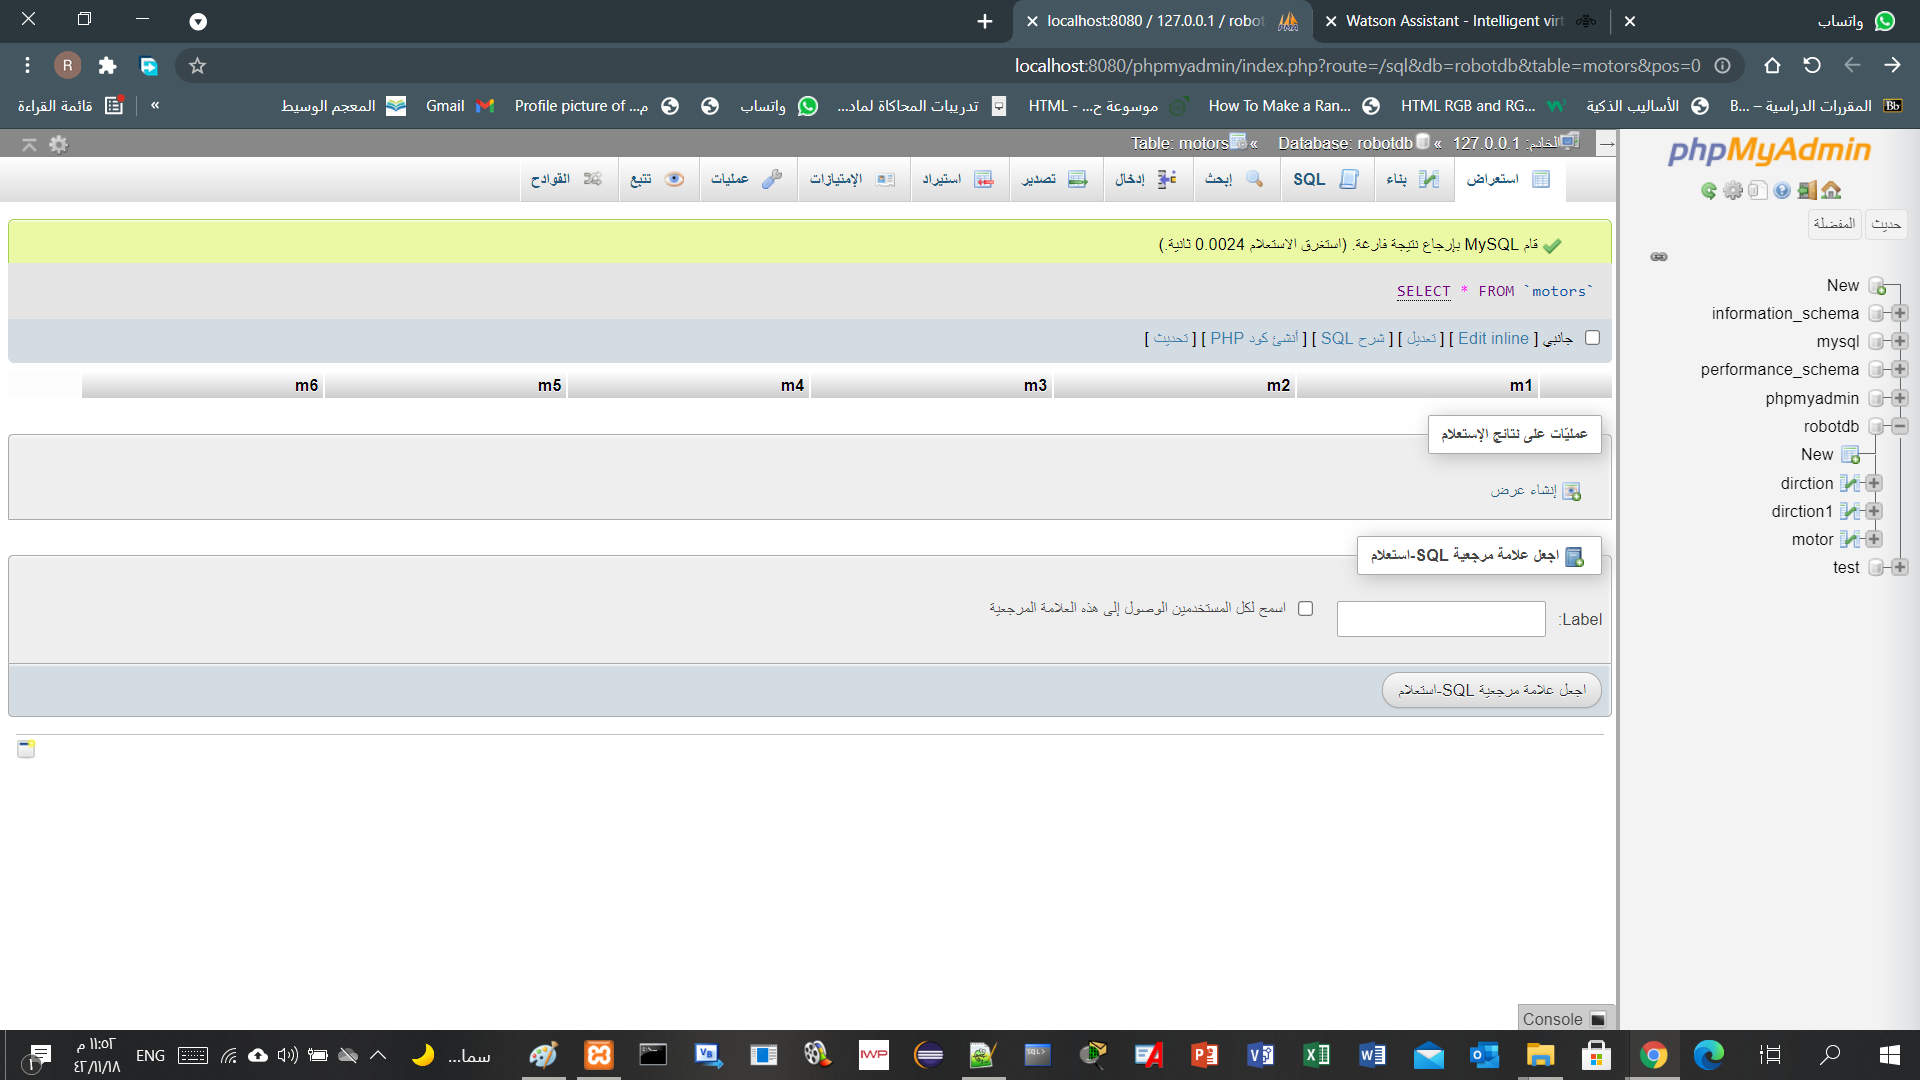 واتساب
Watson Assistant - Intelligent virt
localhost:8080 / 127.0.0.1 / robot
localhost:8080/phpmyadmin/index.php?route=/sql&db=robotdb&table=motors&pos=0
R
المقررات الدراسية – B...
الأساليب الذكية
HTML RGB and RG...
How To Make a Ran...
موسوعة ح... - HTML
تدريبات المحاكاة لماد...
واتساب
Profile picture of ...م
Gmail
المعجم الوسيط
»
قائمة القراءة
phpMyAdmin
حديث
المفضلة
New
information_schema
mysql
performance_schema
phpmyadmin
robotdb
New
dirction
dirction1
motor
test
الخادم: 127.0.0.1 » Database: robotdb » Table: motors
استعراض
بناء
SQL
إبحث
إدخال
تصدير
استيراد
الإمتيازات
عمليات
تتبع
القوادح
قام MySQL بإرجاع نتيجة فارغة. (استغرق الاستعلام 0.0024 ثانية.)
SELECT * FROM `motors`
جانبي [ Edit inline ] [ تعديل ] [ شرح SQL ] [ أنشئ كود PHP ] [ تحديث ]
m1 m2 m3 m4 m5 m6
عمليّات على نتائج الإستعلام
إنشاء عرض
اجعل علامة مرجعية SQL-استعلام
Label:
اسمح لكل المستخدمين الوصول إلى هذه العلامة المرجعية
اجعل علامة مرجعية SQL-استعلام
Console
سما...
ENG
١١:٥٢ م
٤٢/١١/١٨